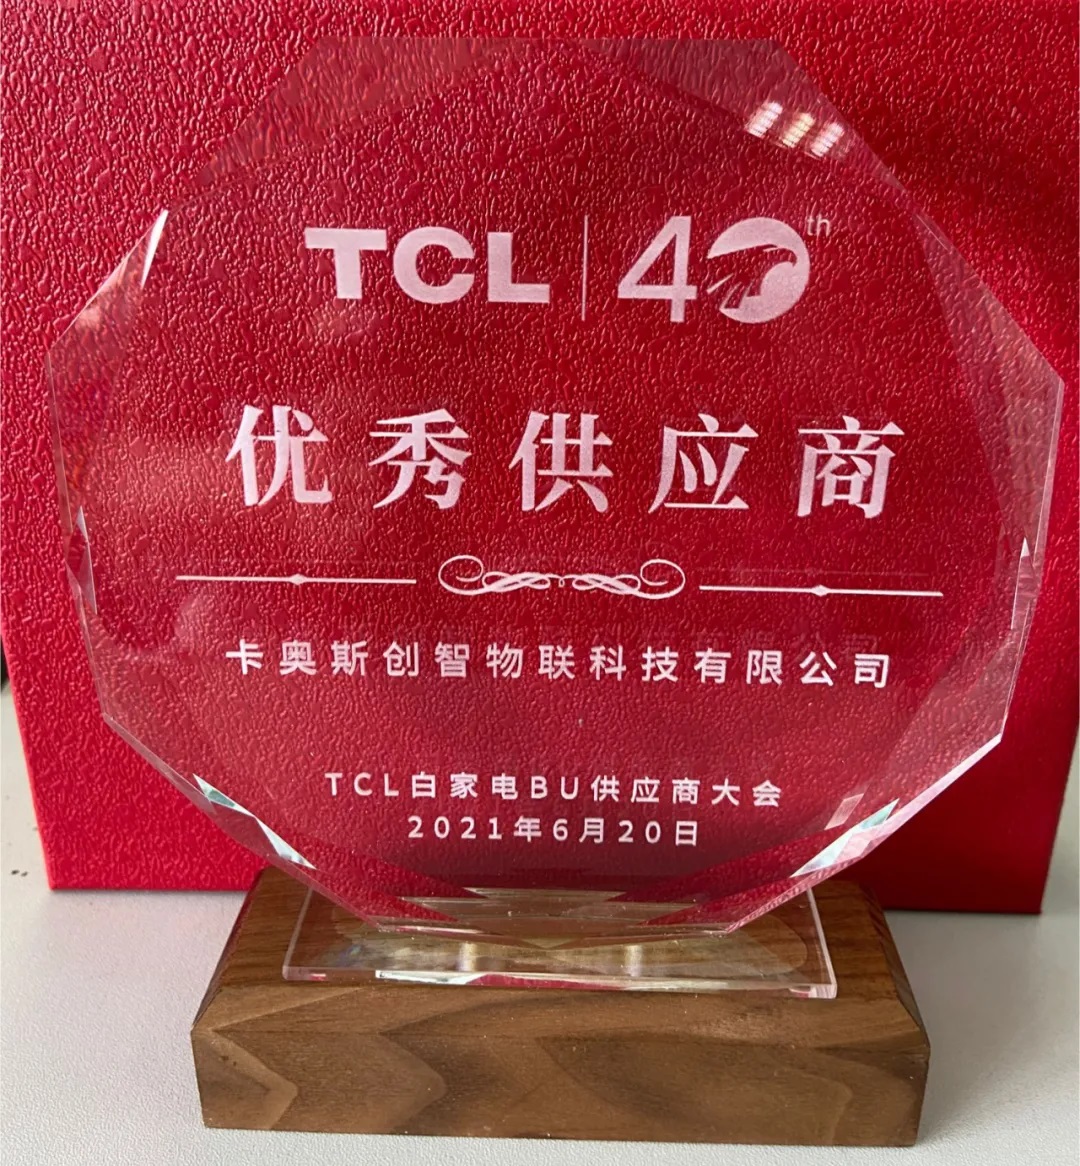 TCL 40th
优秀供应商
卡奥斯创智物联科技有限公司
TCL白家电BU供应商大会
2021年6月20日